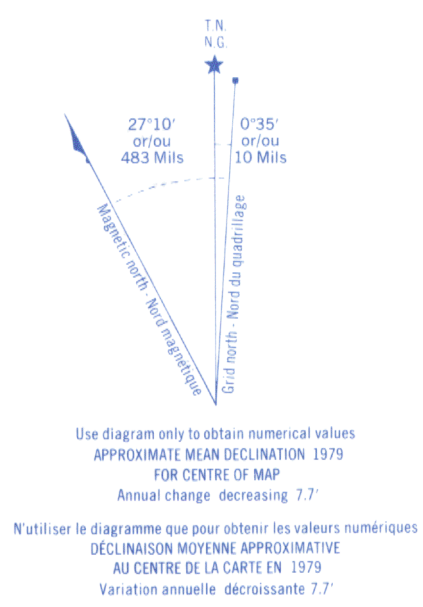 T.N.
N.G.
27°10'
or/ou
483 Mils
0°35'
or/ou
10 Mils
Magnetic north - Nord magnétique
Grid north - Nord du quadrillage
Use diagram only to obtain numerical values
APPROXIMATE MEAN DECLINATION 1979
FOR CENTRE OF MAP
Annual change decreasing 7.7'
N'utiliser le diagramme que pour obtenir les valeurs numériques
DÉCLINAISON MOYENNE APPROXIMATIVE
AU CENTRE DE LA CARTE EN 1979
Variation annuelle décroissante 7.7'